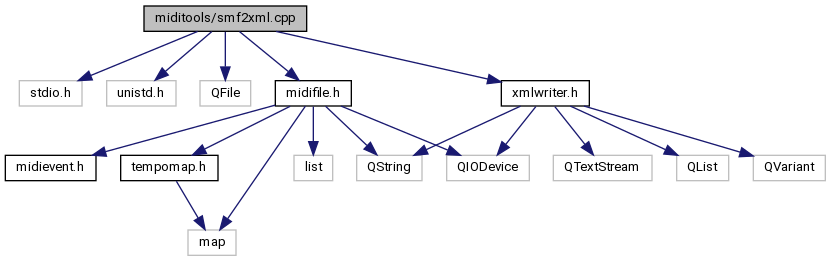 miditools/smf2xml.cpp
stdio.h
unistd.h
QFile
midifile.h
xmlwriter.h
midievent.h
tempomap.h
list
QString
QIODevice
QTextStream
QList
QVariant
map